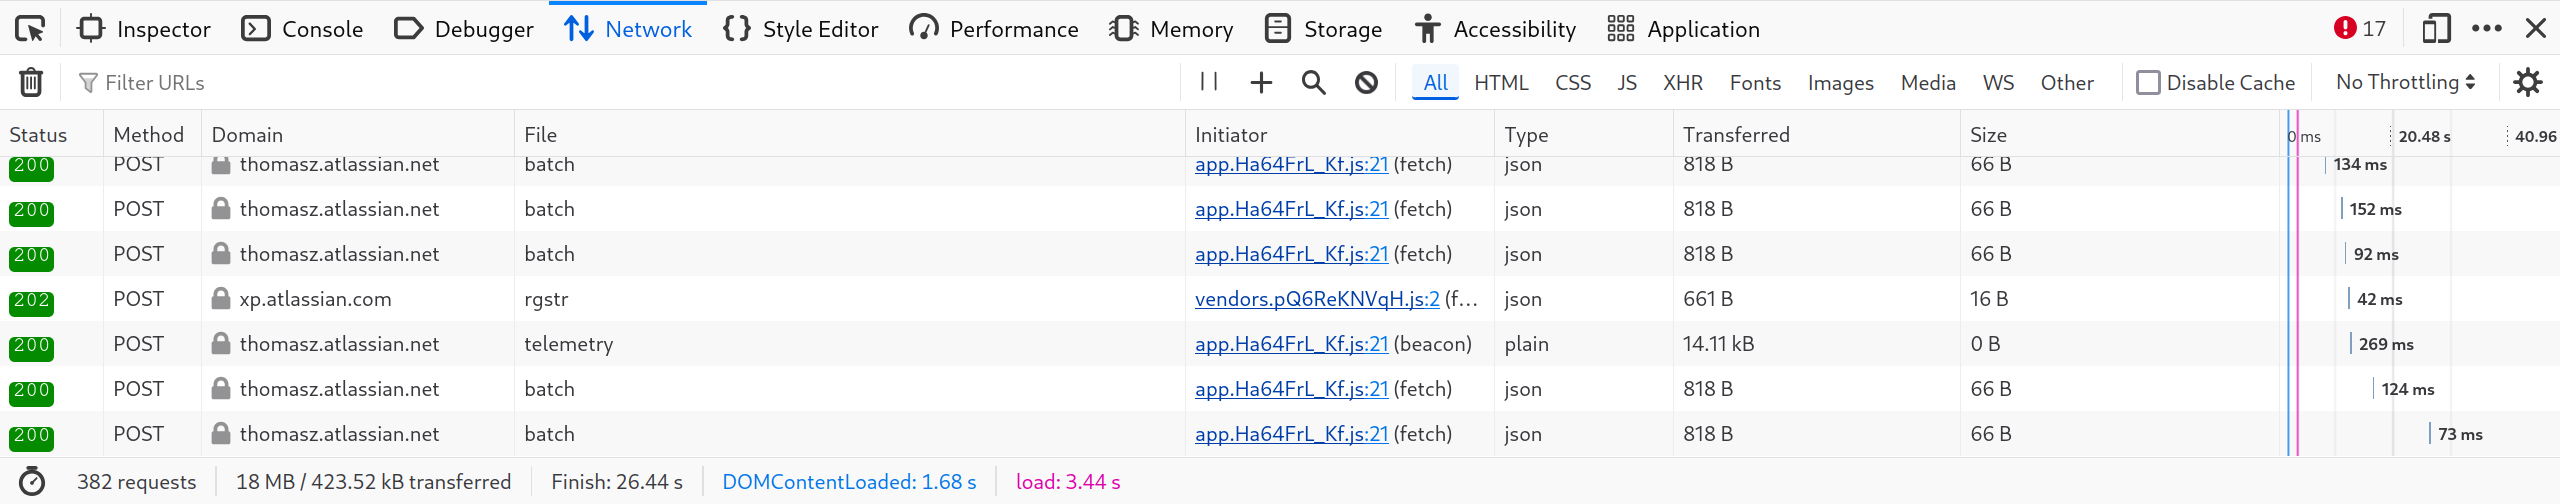 Inspector Console Debugger Network Style Editor Performance Memory Storage Accessibility Application 17
Filter URLs All HTML CSS JS XHR Fonts Images Media WS Other Disable Cache No Throttling
Status Method Domain File Initiator Type Transferred Size 0 ms 20.48 s 40.96
200 POST thomasz.atlassian.net batch app.Ha64FrL_Kf.js:21 (fetch) json 818 B 66 B 134 ms
200 POST thomasz.atlassian.net batch app.Ha64FrL_Kf.js:21 (fetch) json 818 B 66 B 152 ms
200 POST thomasz.atlassian.net batch app.Ha64FrL_Kf.js:21 (fetch) json 818 B 66 B 92 ms
202 POST xp.atlassian.com rgstr vendors.pQ6ReKNVqH.js:2 (f... json 661 B 16 B 42 ms
200 POST thomasz.atlassian.net telemetry app.Ha64FrL_Kf.js:21 (beacon) plain 14.11 kB 0 B 269 ms
200 POST thomasz.atlassian.net batch app.Ha64FrL_Kf.js:21 (fetch) json 818 B 66 B 124 ms
200 POST thomasz.atlassian.net batch app.Ha64FrL_Kf.js:21 (fetch) json 818 B 66 B 73 ms
382 requests 18 MB / 423.52 kB transferred Finish: 26.44 s DOMContentLoaded: 1.68 s load: 3.44 s